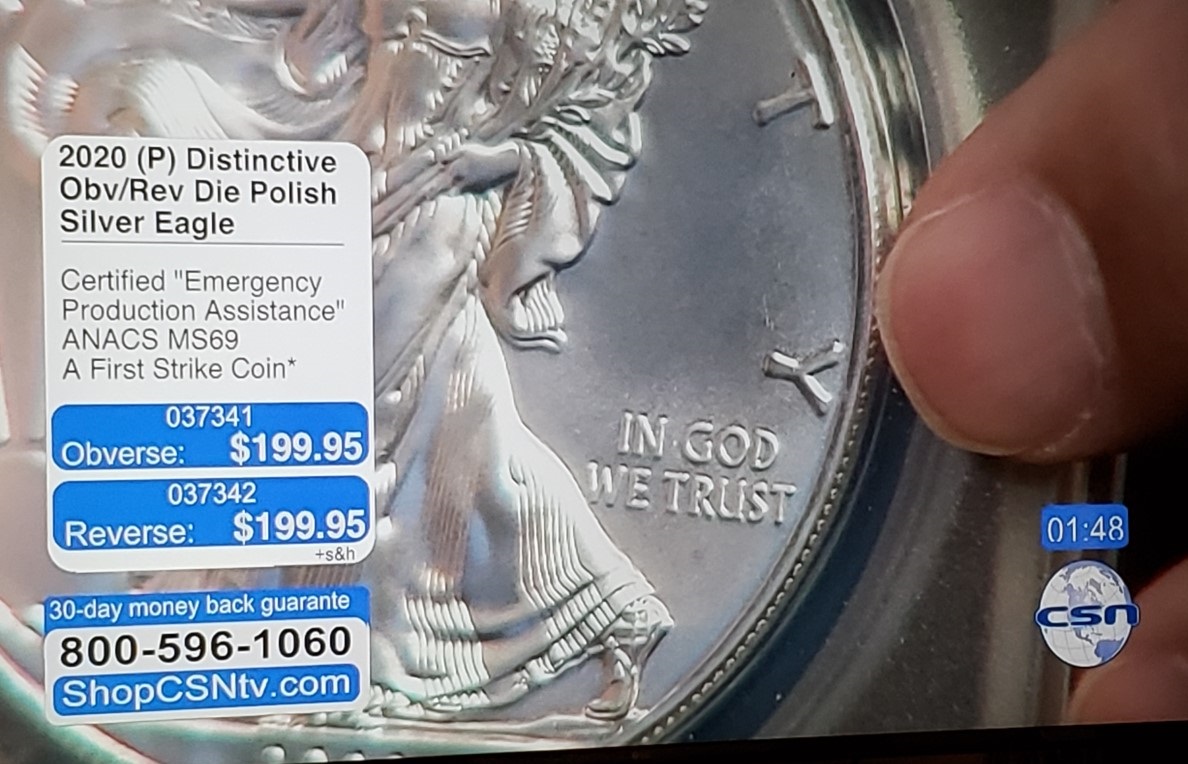 2020 (P) Distinctive
Obv/Rev Die Polish
Silver Eagle
Certified "Emergency
Production Assistance"
ANACS MS69
A First Strike Coin*
037341
Obverse: $199.95
037342
Reverse: $199.95
+s&h
30-day money back guarante
800-596-1060
ShopCSNtv.com
T
Y
IN GOD
WE TRUST
01:48
csn